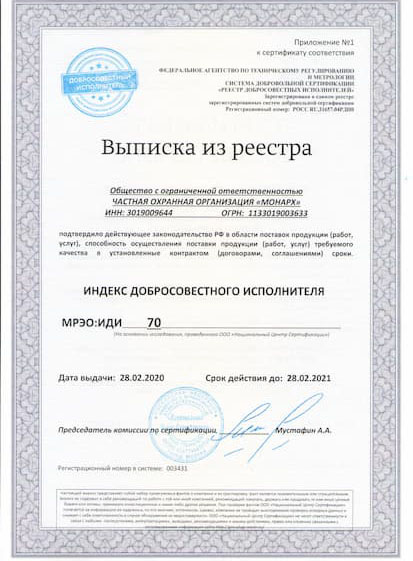 Приложение №1
к сертификату соответствия
ФЕДЕРАЛЬНОЕ АГЕНТСТВО ПО ТЕХНИЧЕСКОМУ РЕГУЛИРОВАНИЮ
И МЕТРОЛОГИИ
СИСТЕМА ДОБРОВОЛЬНОЙ СЕРТИФИКАЦИИ
«РЕЕСТР ДОБРОСОВЕСТНЫХ ИСПОЛНИТЕЛЕЙ»
Зарегистрирована в едином реестре
зарегистрированных систем добровольной сертификации
Регистрационный номер: РОСС RU.31657-04РДИ0
ДОБРОСОВЕСТНЫЙ
ИСПОЛНИТЕЛЬ
Выписка из реестра
Общество с ограниченной ответственностью
ЧАСТНАЯ ОХРАННАЯ ОРГАНИЗАЦИЯ «МОНАРХ»
ИНН: 3019009644 ОГРН: 1133019003633
подтвердило действующее законодательство РФ в области поставок продукции (работ,
услуг), способность осуществления поставки продукции (работ, услуг) требуемого
качества в установленные контрактом (договорами, соглашениями) сроки.
ИНДЕКС ДОБРОСОВЕСТНОГО ИСПОЛНИТЕЛЯ
МРЭО:ИДИ 70
(На основании исследования, проведенного ООО «Национальный Центр Сертификации»)
Дата выдачи: 28.02.2020 Срок действия до: 28.02.2021
Председатель комиссии по сертификации, Мустафин А.А.
Регистрационный номер в системе: 003431